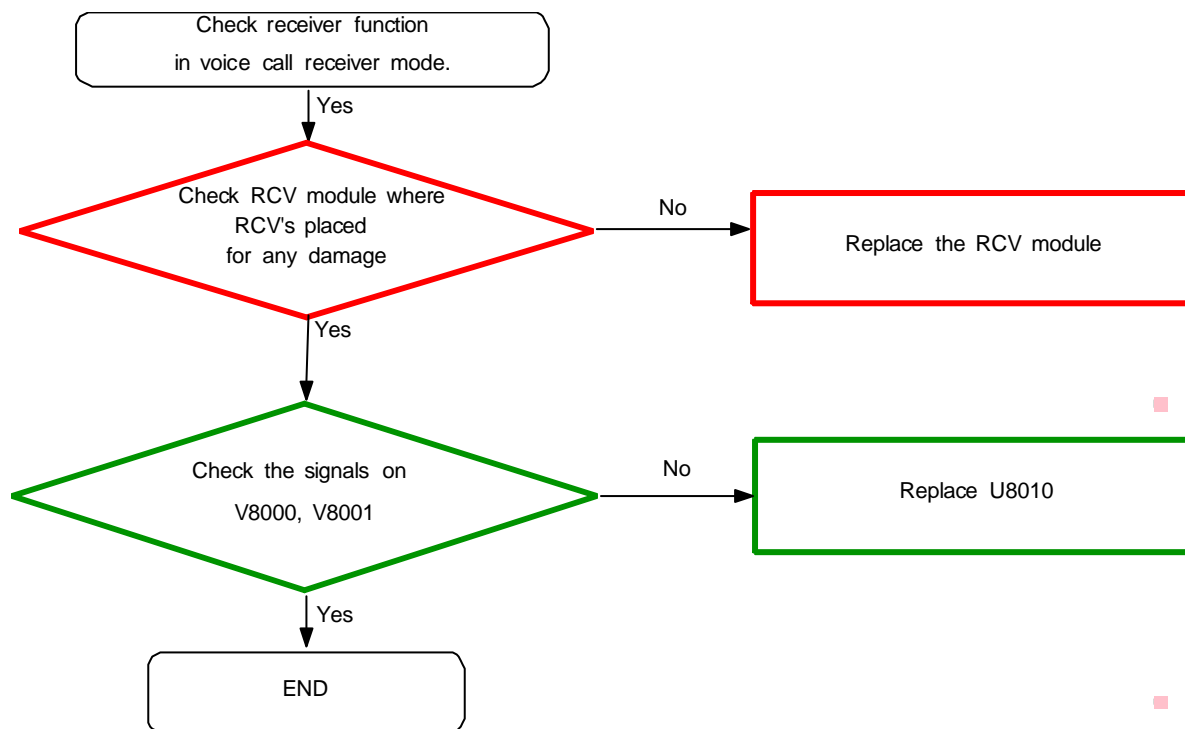 Check receiver function
in voice call receiver mode.
Yes
Check RCV module where
RCV's placed
for any damage
No
Replace the RCV module
Yes
Check the signals on
V8000, V8001
No
Replace U8010
Yes
END